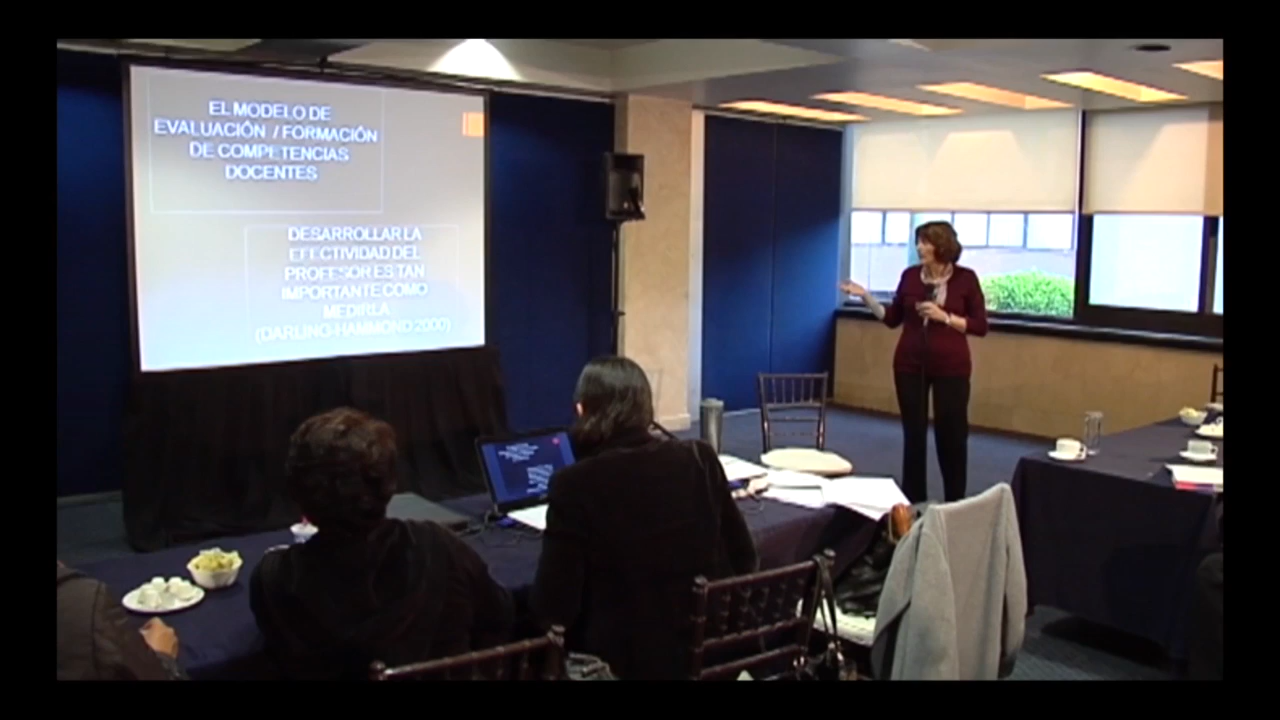 EL MODELO DE
EVALUACIÓN / FORMACIÓN
DE COMPETENCIAS
DOCENTES
DESARROLLAR LA
EFECTIVIDAD DEL
PROFESOR ES TAN
IMPORTANTE COMO
MEDIRLA
(DARLING-HAMMOND 2000)